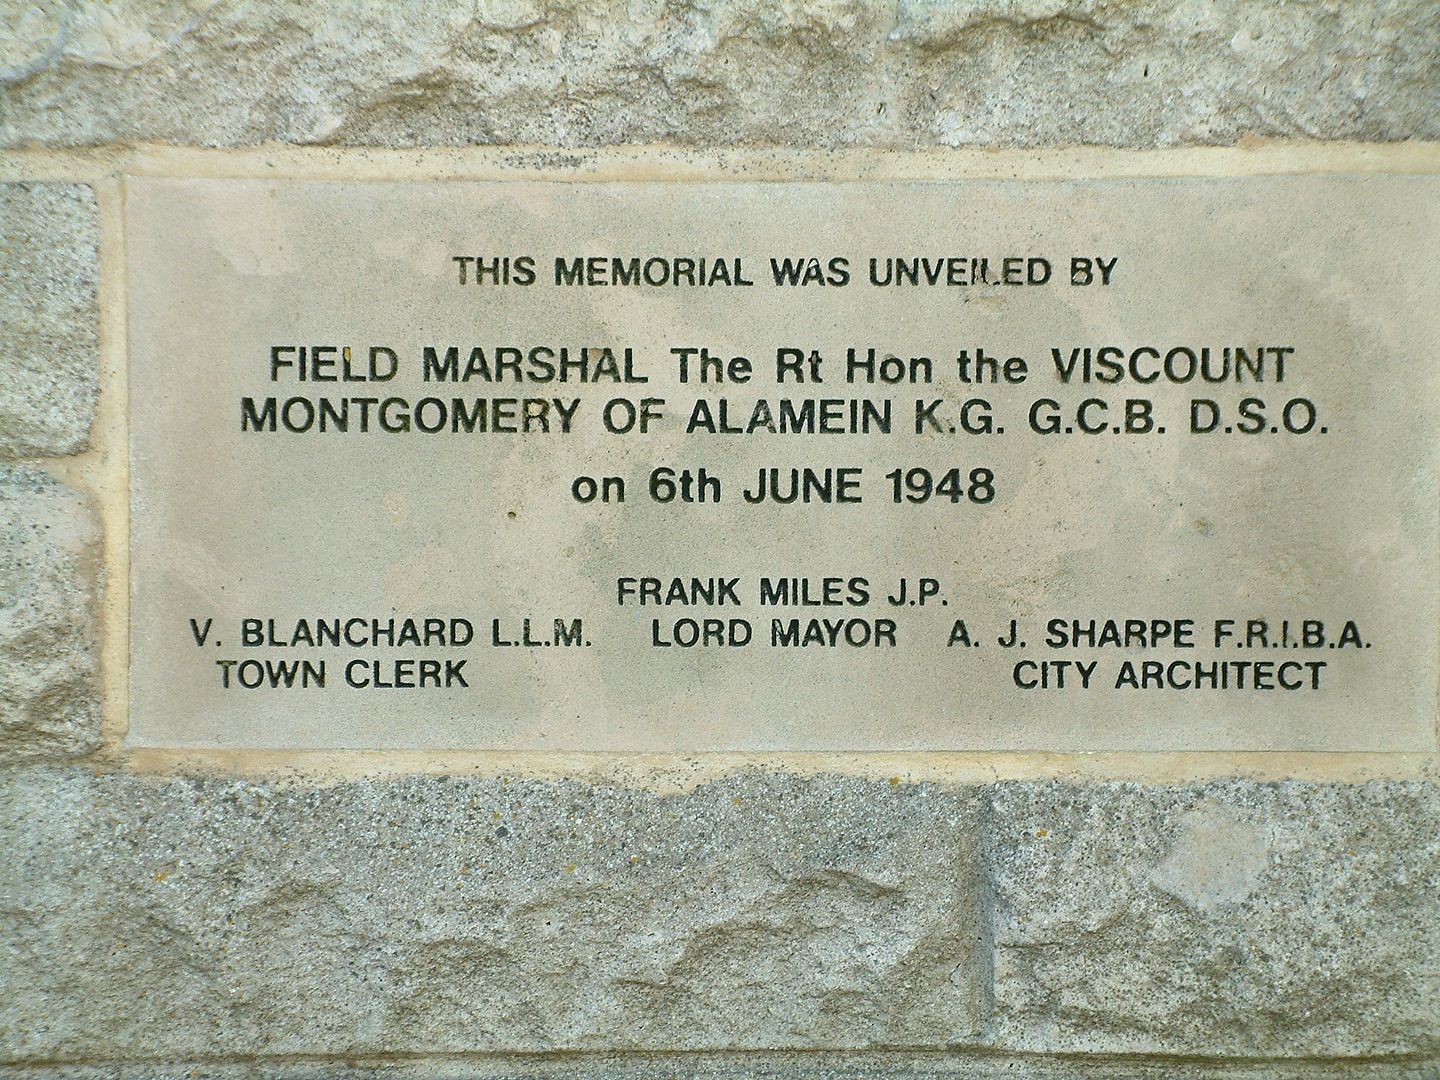 THIS MEMORIAL WAS UNVEILED BY
FIELD MARSHAL The Rt Hon the VISCOUNT
MONTGOMERY OF ALAMEIN K.G. G.C.B. D.S.O.
on 6th JUNE 1948
FRANK MILES J.P.
V. BLANCHARD L.L.M. LORD MAYOR A. J. SHARPE F.R.I.B.A.
TOWN CLERK CITY ARCHITECT